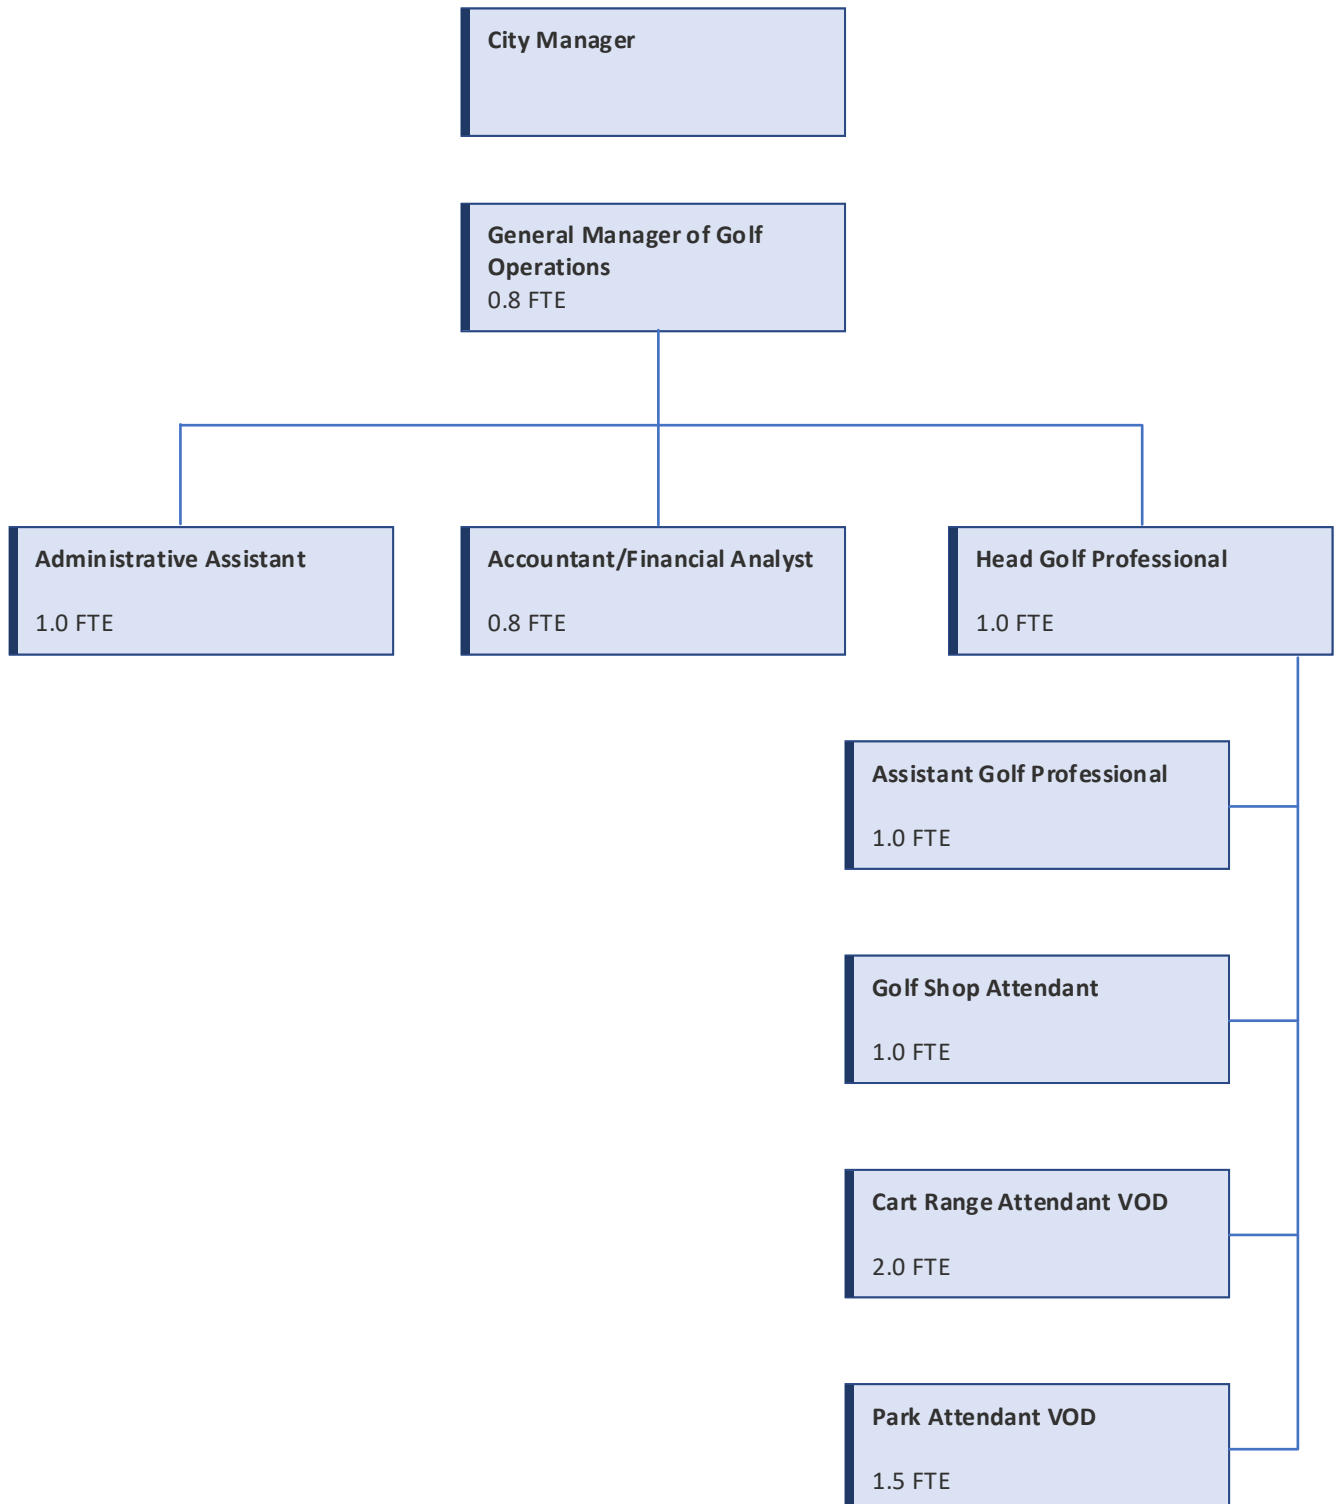 City Manager
General Manager of Golf
Operations
0.8 FTE
Administrative Assistant
1.0 FTE
Accountant/Financial Analyst
0.8 FTE
Head Golf Professional
1.0 FTE
Assistant Golf Professional
1.0 FTE
Golf Shop Attendant
1.0 FTE
Cart Range Attendant VOD
2.0 FTE
Park Attendant VOD
1.5 FTE